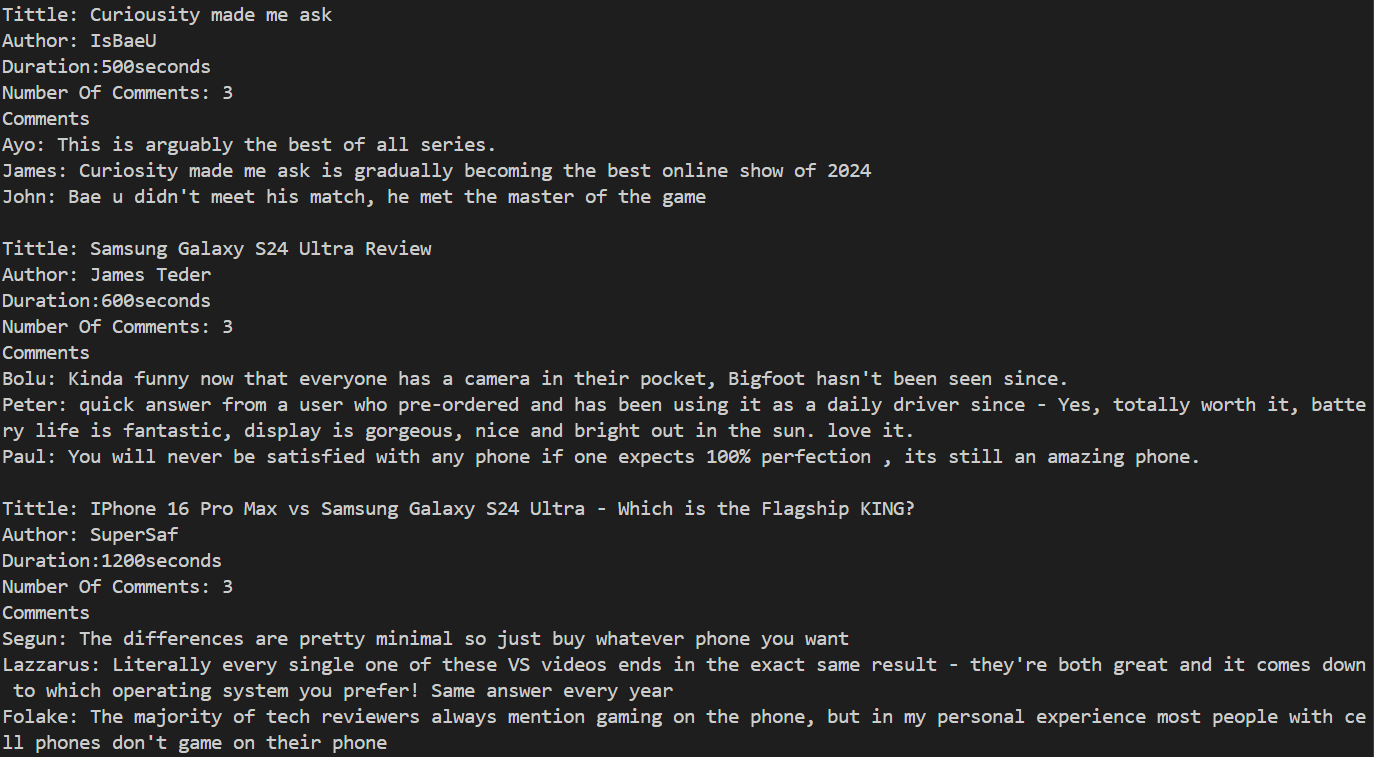 Tittle: Curiousity made me ask
Author: IsBaeU
Duration:500seconds
Number Of Comments: 3
Comments
Ayo: This is arguably the best of all series.
James: Curiosity made me ask is gradually becoming the best online show of 2024
John: Bae u didn't meet his match, he met the master of the game

Tittle: Samsung Galaxy S24 Ultra Review
Author: James Teder
Duration:600seconds
Number Of Comments: 3
Comments
Bolu: Kinda funny now that everyone has a camera in their pocket, Bigfoot hasn't been seen since.
Peter: quick answer from a user who pre-ordered and has been using it as a daily driver since - Yes, totally worth it, batte
ry life is fantastic, display is gorgeous, nice and bright out in the sun. love it.
Paul: You will never be satisfied with any phone if one expects 100% perfection , its still an amazing phone.

Tittle: IPhone 16 Pro Max vs Samsung Galaxy S24 Ultra - Which is the Flagship KING?
Author: SuperSaf
Duration:1200seconds
Number Of Comments: 3
Comments
Segun: The differences are pretty minimal so just buy whatever phone you want
Lazzarus: Literally every single one of these VS videos ends in the exact same result - they're both great and it comes down
 to which operating system you prefer! Same answer every year
Folake: The majority of tech reviewers always mention gaming on the phone, but in my personal experience most people with ce
ll phones don't game on their phone